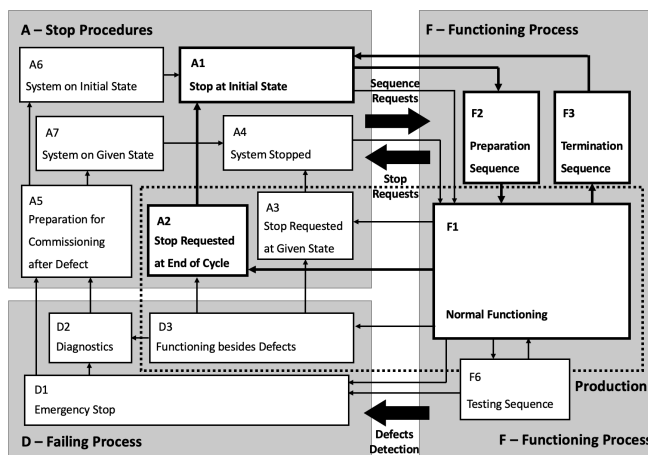 A – Stop Procedures
F – Functioning Process
A6
System on Initial State
A1
Stop at Initial State
Sequence
Requests
F2
Preparation
Sequence
F3
Termination
Sequence
A7
System on Given State
A4
System Stopped
Stop
Requests
A5
Preparation for
Commissioning
after Defect
A2
Stop Requested
at End of Cycle
A3
Stop Requested
at Given State
F1
Normal Functioning
D2
Diagnostics
D3
Functioning besides Defects
D1
Emergency Stop
F6
Testing Sequence
Production
Defects
Detection
D – Failing Process
F – Functioning Process